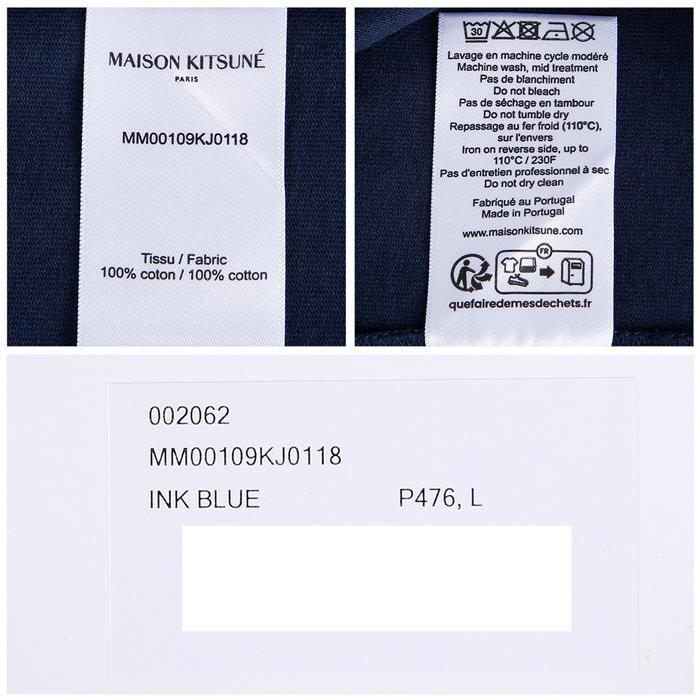 MAISON KITSUNÉ
PARIS
MM00109KJ0118
Tissu / Fabric
100% coton / 100% cotton
30
Lavage en machine cycle modéré
Machine wash, mid treatment
Pas de blanchiment
Do not bleach
Pas de séchage en tambour
Do not tumble dry
Repassage au fer froid (110°C),
sur l'envers
Iron on reverse side, up to
110°C / 230F
Pas d'entretien professionnel à sec
Do not dry clean
Fabriqué au Portugal
Made in Portugal
www.maisonkitsune.com
FR
quefairedemesdechets.fr
002062
MM00109KJ0118
INK BLUE P476, L